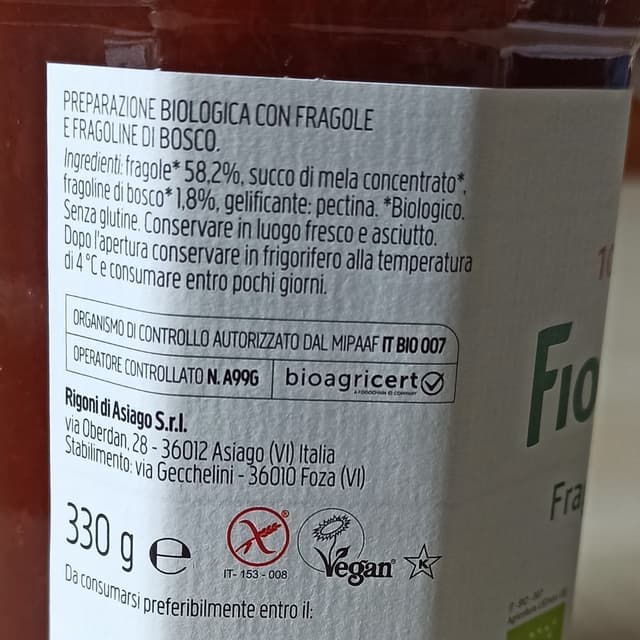 PREPARAZIONE BIOLOGICA CON FRAGOLE
E FRAGOLINE DI BOSCO.
Ingredienti: fragole* 58,2%, succo di mela concentrato*,
fragoline di bosco* 1,8%, gelificante: pectina. *Biologico.
Senza glutine. Conservare in luogo fresco e asciutto.
Dopo l'apertura conservare in frigorifero alla temperatura
di 4 °C e consumare entro pochi giorni.
ORGANISMO DI CONTROLLO AUTORIZZATO DAL MIPAAF IT BIO 007
OPERATORE CONTROLLATO N. A99G
bioagricert
A FOODCHAIN ID COMPANY
Rigoni di Asiago S.r.l.
via Oberdan, 28 - 36012 Asiago (VI) Italia
Stabilimento: via Gecchelini - 36010 Foza (VI)
330 g e
IT- 153 - 008
Vegan
K
Da consumarsi preferibilmente entro il:
10
Fio
Fra